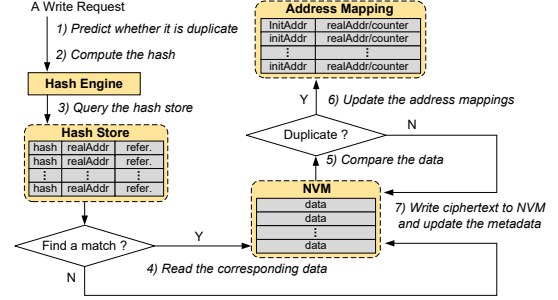 A Write Request
1) Predict whether it is duplicate
2) Compute the hash
Hash Engine
3) Query the hash store
Hash Store
hash realAddr refer.
hash realAddr refer.
⋮ ⋮ ⋮
hash realAddr refer.
Find a match ?
Y
N
4) Read the corresponding data
NVM
data
data
⋮
data
5) Compare the data
Duplicate ?
Y
N
6) Update the address mappings
Address Mapping
InitAddr realAddr/counter
initAddr realAddr/counter
⋮ ⋮
initAddr realAddr/counter
7) Write ciphertext to NVM
and update the metadata